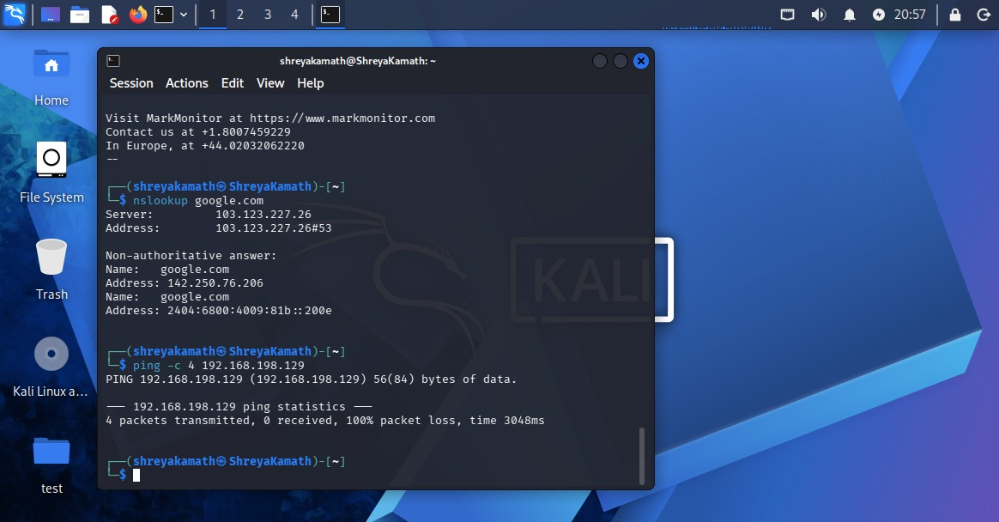 1 2 3 4
20:57
Home
File System
Trash
Kali Linux a...
test
shreyakamath@ShreyaKamath: ~
Session Actions Edit View Help
Visit MarkMonitor at https://www.markmonitor.com
Contact us at +1.8007459229
In Europe, at +44.02032062220
--
┌──(shreyakamath㉿ShreyaKamath)-[~]
└─$ nslookup google.com
Server: 103.123.227.26
Address: 103.123.227.26#53
Non-authoritative answer:
Name: google.com
Address: 142.250.76.206
Name: google.com
Address: 2404:6800:4009:81b::200e
┌──(shreyakamath㉿ShreyaKamath)-[~]
└─$ ping -c 4 192.168.198.129
PING 192.168.198.129 (192.168.198.129) 56(84) bytes of data.
--- 192.168.198.129 ping statistics ---
4 packets transmitted, 0 received, 100% packet loss, time 3048ms
┌──(shreyakamath㉿ShreyaKamath)-[~]
└─$
KALI